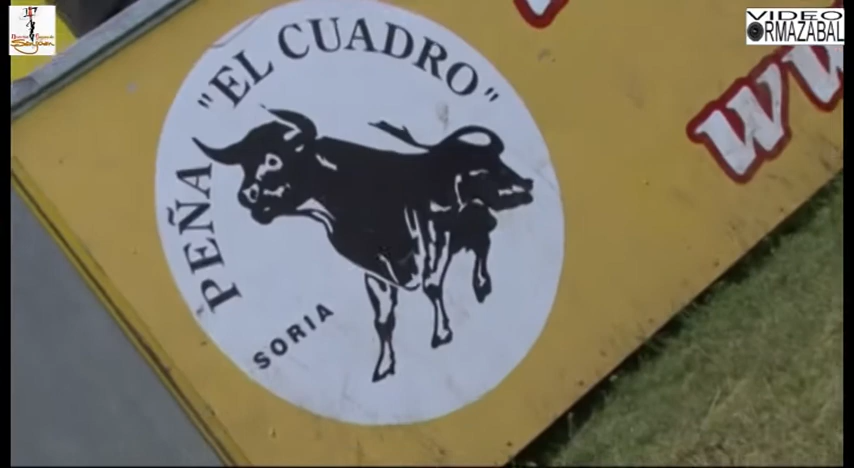 VIDEO
ORMAZABAL
"EL CUADRO"
PEÑA
SORIA